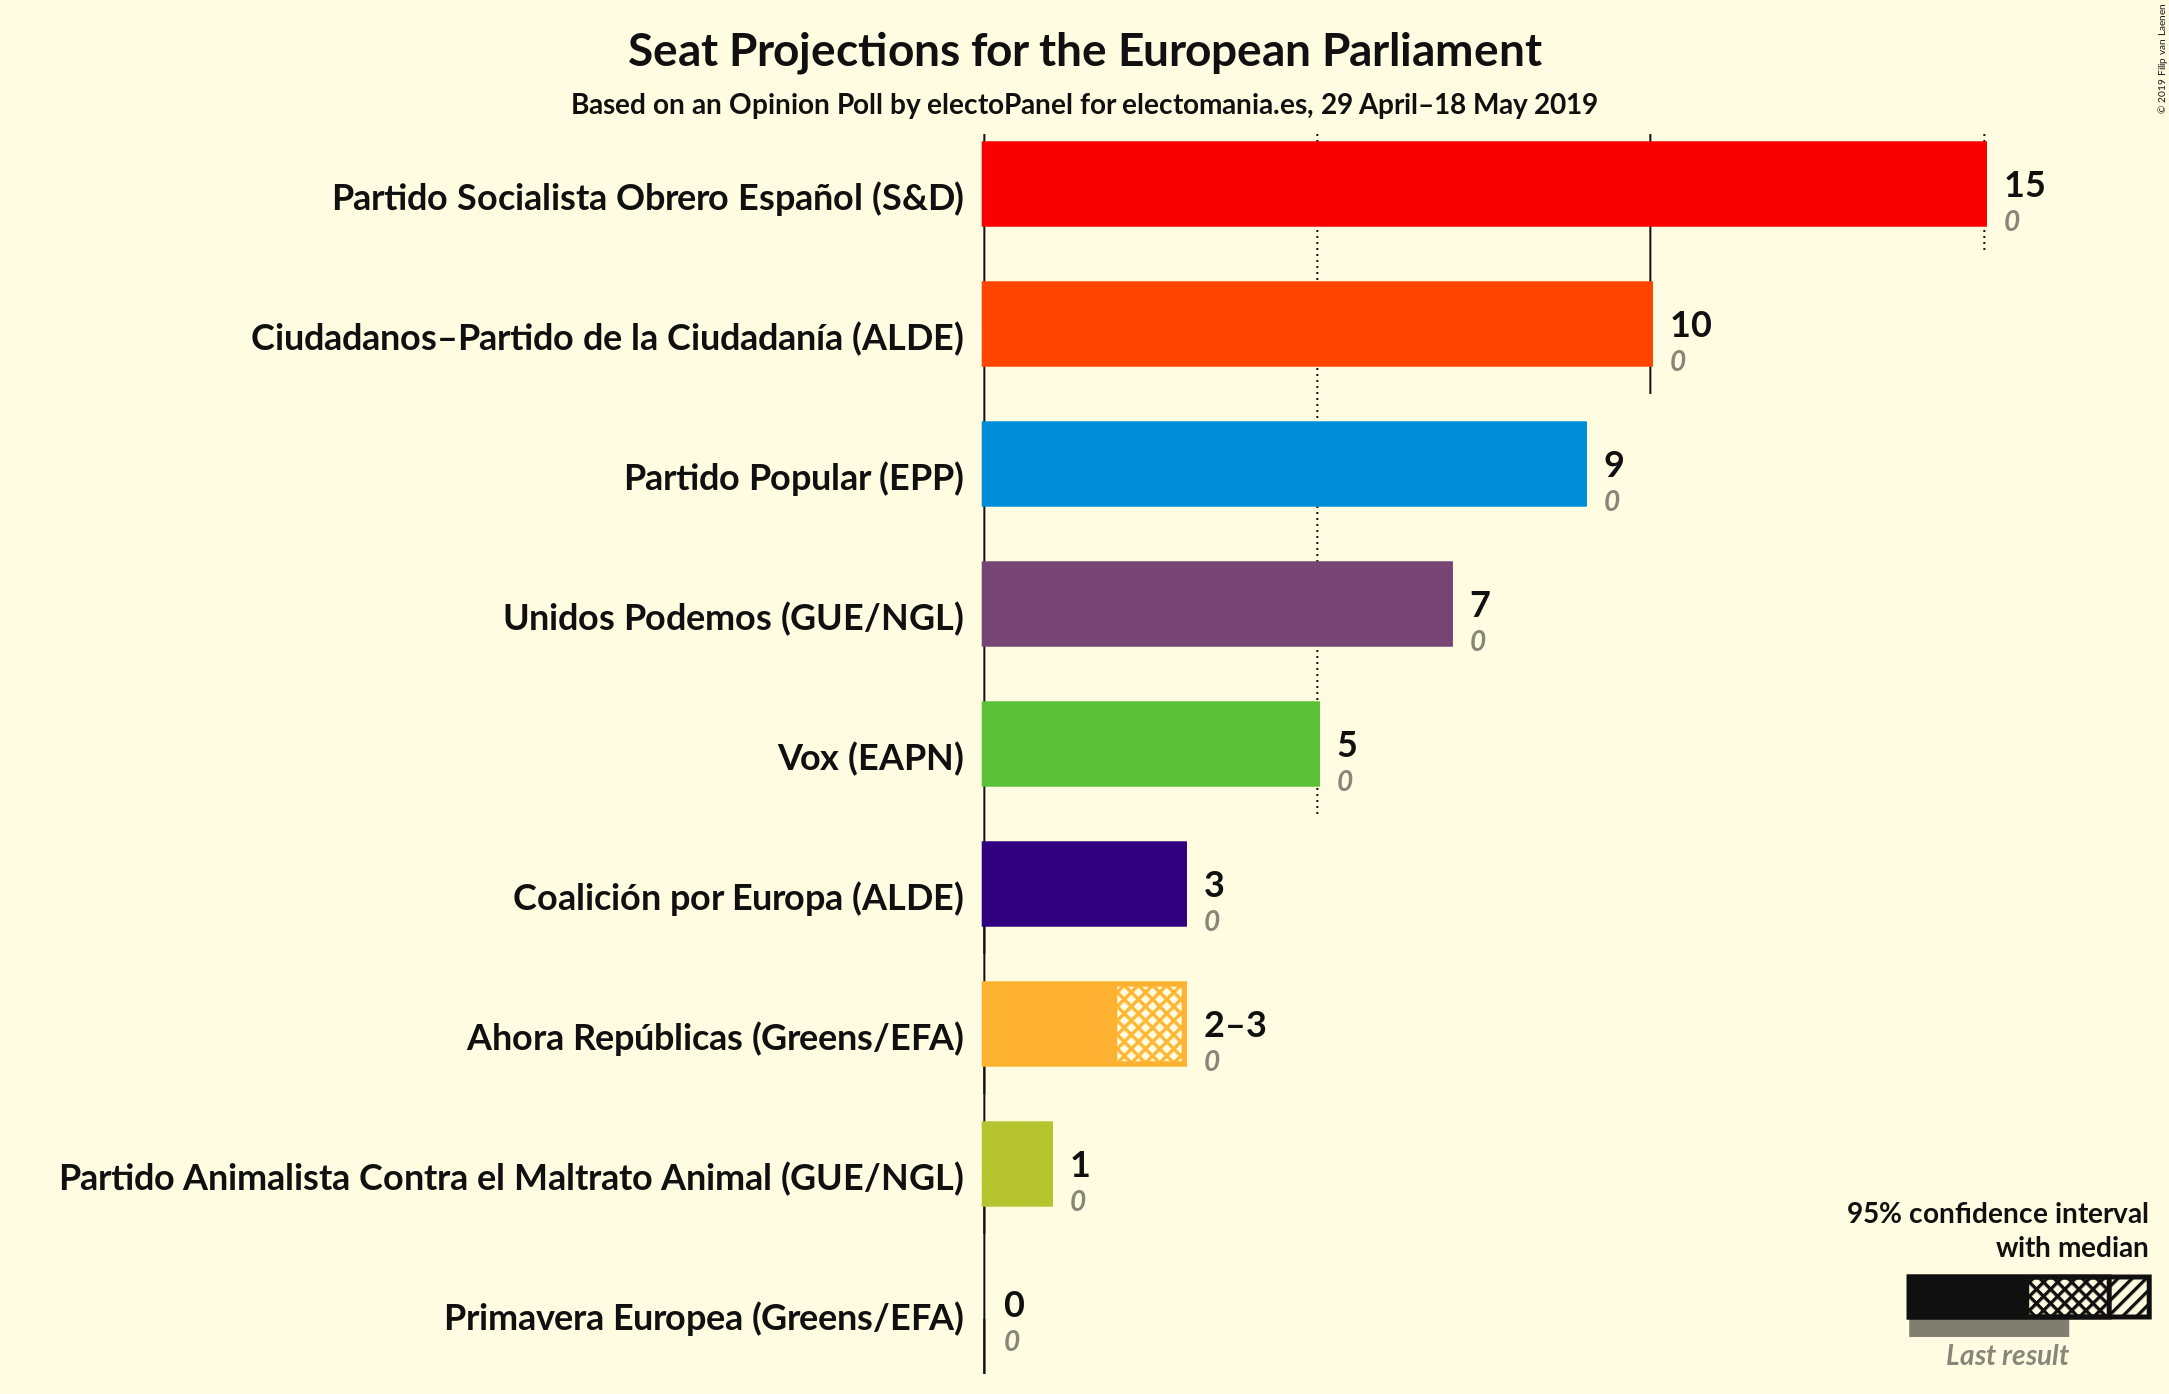 Seat Projections for the European Parliament
Based on an Opinion Poll by electoPanel for electomania.es, 29 April–18 May 2019
© 2019 Filip van Laenen
Partido Socialista Obrero Español (S&D)
15
0
Ciudadanos–Partido de la Ciudadanía (ALDE)
10
0
Partido Popular (EPP)
9
0
Unidos Podemos (GUE/NGL)
7
0
Vox (EAPN)
5
0
Coalición por Europa (ALDE)
3
0
Ahora Repúblicas (Greens/EFA)
2–3
0
Partido Animalista Contra el Maltrato Animal (GUE/NGL)
1
0
Primavera Europea (Greens/EFA)
0
0
95% confidence interval
with median
Last result